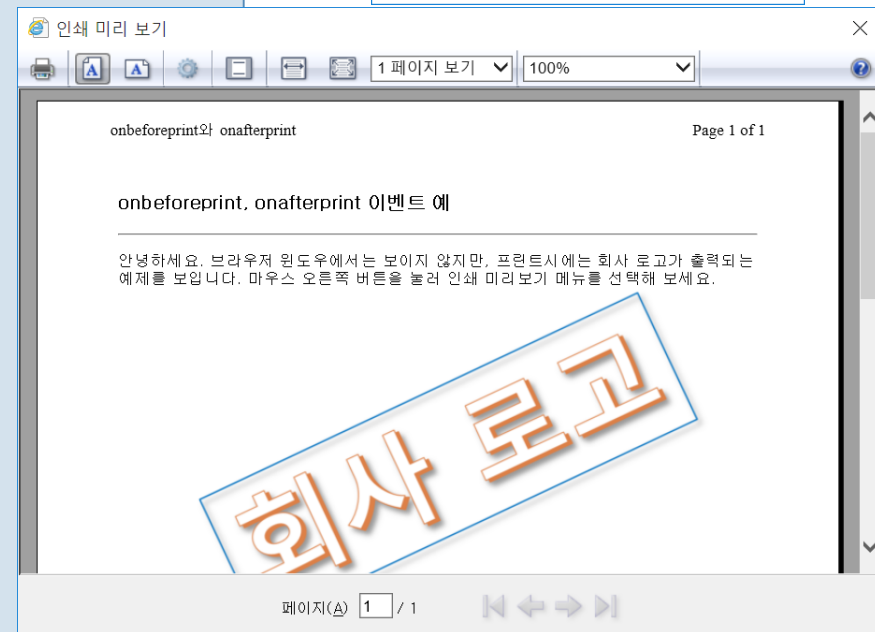 인쇄 미리 보기
1 페이지 보기 100%
onbeforeprint와 onafterprint Page 1 of 1
onbeforeprint, onafterprint 이벤트 예
안녕하세요. 브라우저 윈도우에서는 보이지 않지만, 프린트시에는 회사 로고가 출력되는
예제를 보입니다. 마우스 오른쪽 버튼을 눌러 인쇄 미리보기 메뉴를 선택해 보세요.
회사 로고
페이지(A) 1 / 1